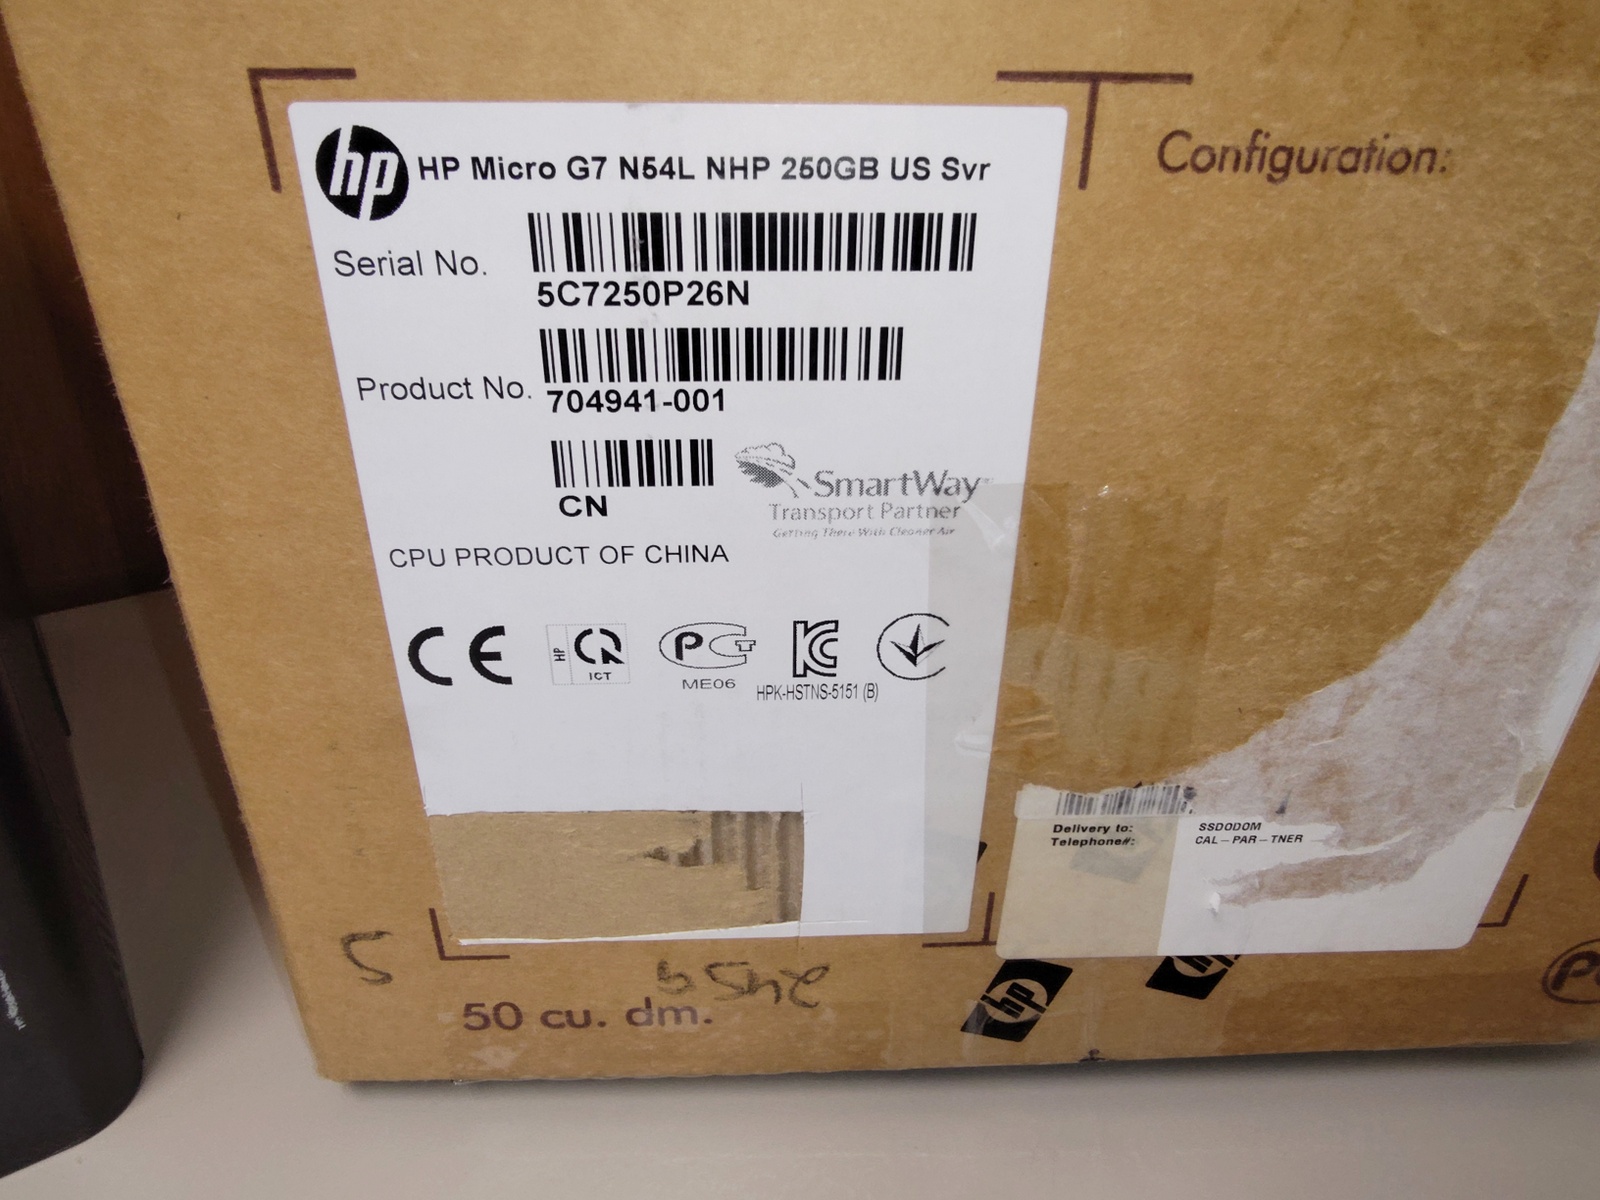 hp HP Micro G7 N54L NHP 250GB US Svr
Configuration:
Serial No.
5C7250P26N
Product No.
704941-001
CN
SmartWay
Transport Partner
Getting There With Cleaner Air
CPU PRODUCT OF CHINA
CE
HP
ICT
ME06
HPK-HSTNS-5151 (B)
Delivery to: SSDODOM
Telephone#: CAL-PAR-TNER
50 cu. dm.
hp